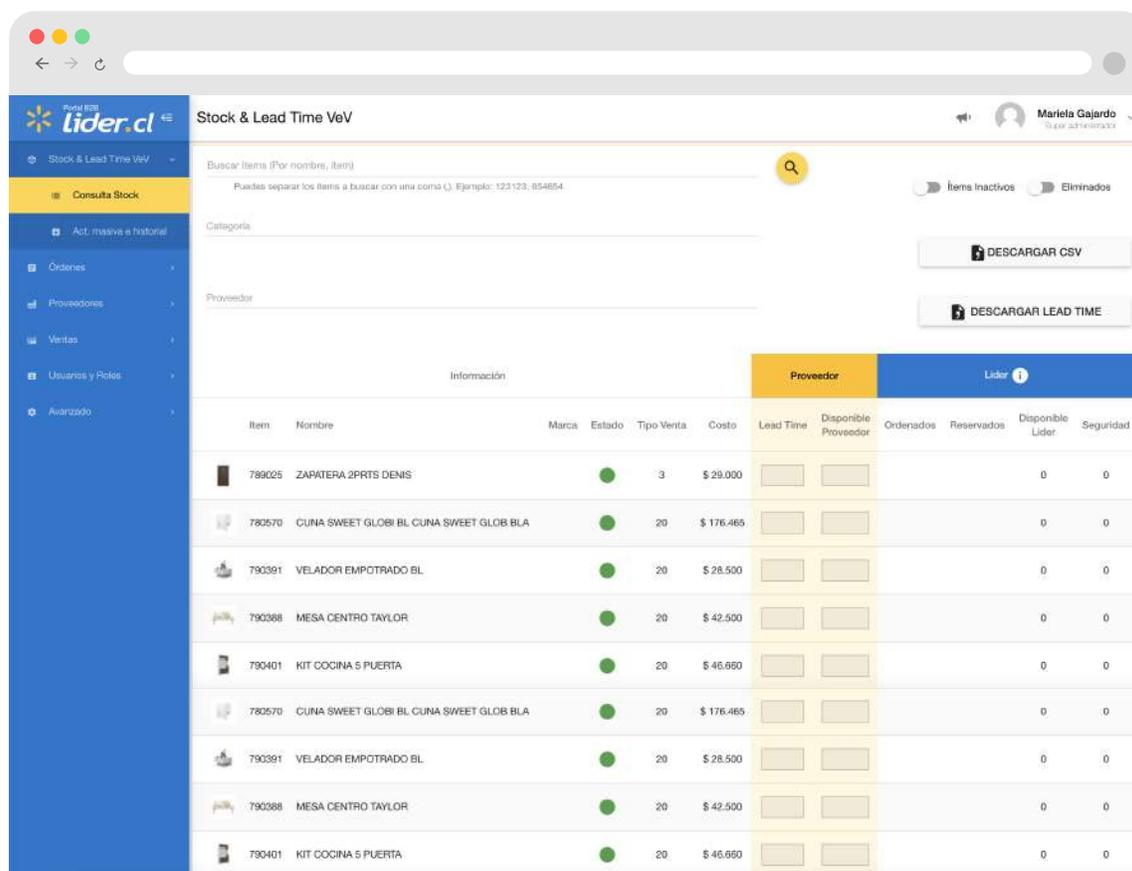 Portal B2B
Lider.cl
Stock & Lead Time VeV
Mariela Gajardo
Super administrador
Stock & Lead Time VeV
Consulta Stock
Act. masiva e historial
Órdenes
Proveedores
Ventas
Usuarios y Roles
Avanzado
Buscar Items (Por nombre, item)
Puedes separar los items a buscar con una coma (,). Ejemplo: 123123, 654654
Ítems Inactivos
Eliminados
Categoría
DESCARGAR CSV
Proveedor
DESCARGAR LEAD TIME
Información Proveedor Lider i
Item Nombre Marca Estado Tipo Venta Costo Lead Time Disponible Proveedor Ordenados Reservados Disponible Lider Seguridad
789025 ZAPATERA 2PRTS DENIS 3 $ 29.000 0 0
780570 CUNA SWEET GLOBI BL CUNA SWEET GLOB BLA 20 $ 176.465 0 0
790391 VELADOR EMPOTRADO BL 20 $ 28.500 0 0
790388 MESA CENTRO TAYLOR 20 $ 42.500 0 0
790401 KIT COCINA 5 PUERTA 20 $ 46.660 0 0
780570 CUNA SWEET GLOBI BL CUNA SWEET GLOB BLA 20 $ 176.465 0 0
790391 VELADOR EMPOTRADO BL 20 $ 28.500 0 0
790388 MESA CENTRO TAYLOR 20 $ 42.500 0 0
790401 KIT COCINA 5 PUERTA 20 $ 46.660 0 0